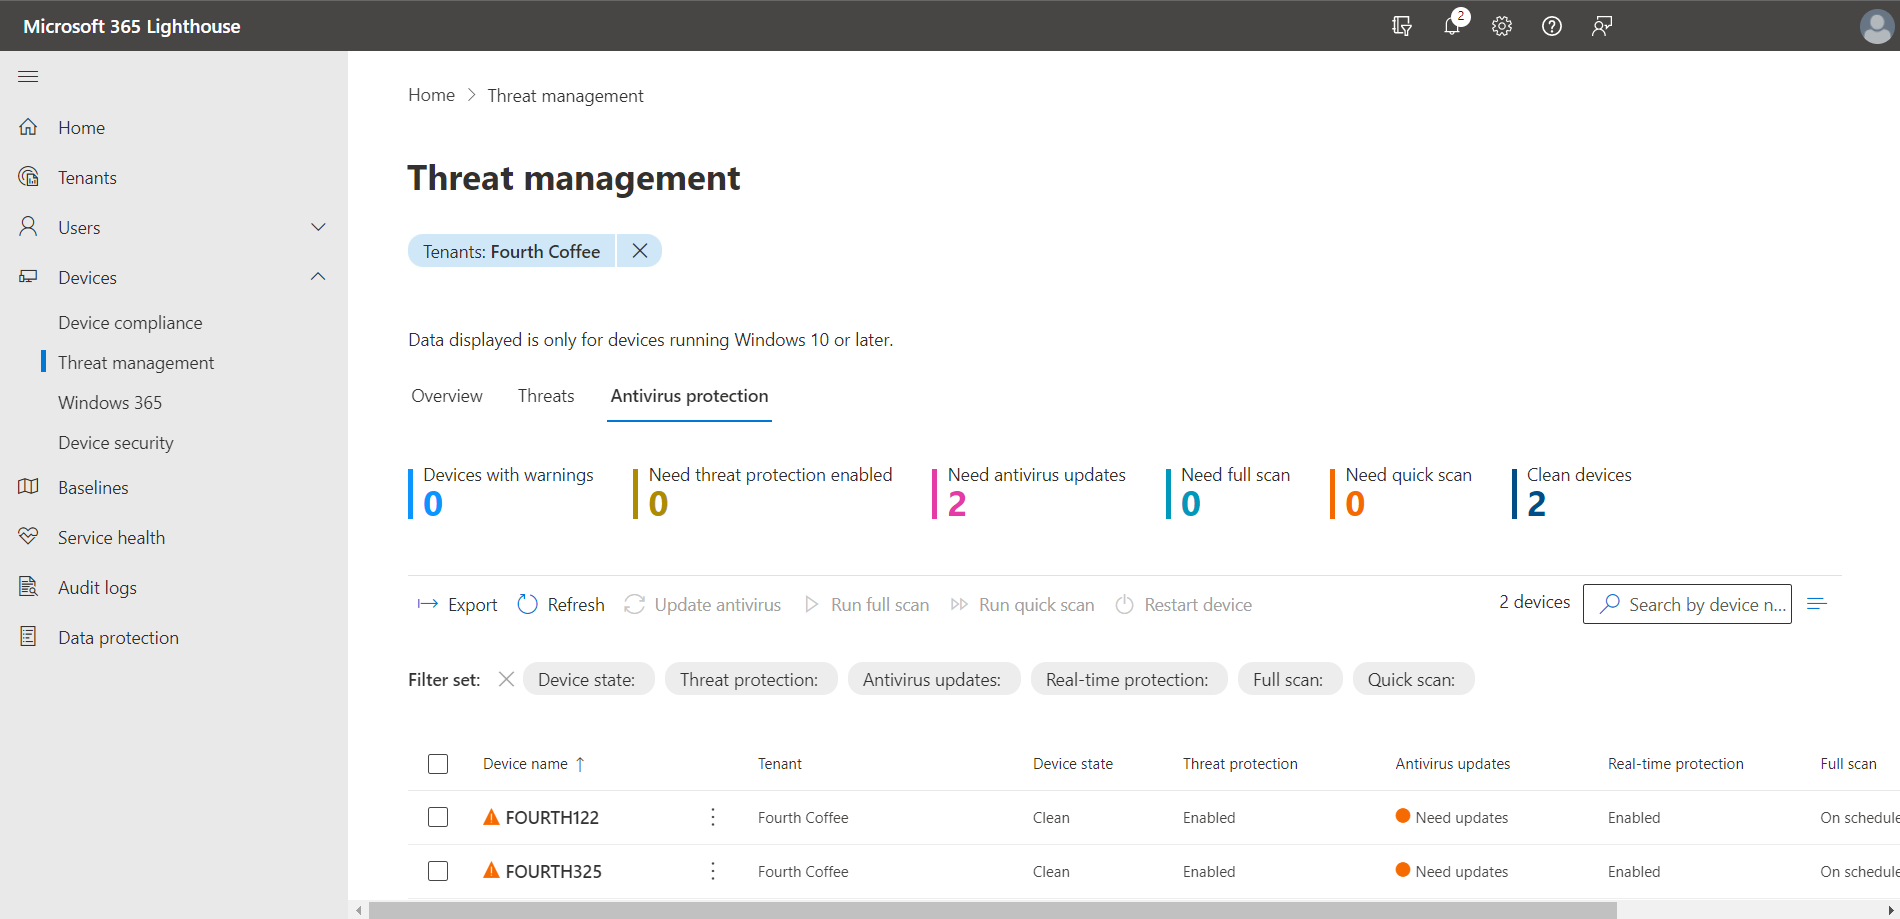 Microsoft 365 Lighthouse
2
Home
Tenants
Users
Devices
Device compliance
Threat management
Windows 365
Device security
Baselines
Service health
Audit logs
Data protection
Home > Threat management
Threat management
Tenants: Fourth Coffee
Data displayed is only for devices running Windows 10 or later.
Overview Threats Antivirus protection
Devices with warnings Need threat protection enabled Need antivirus updates Need full scan Need quick scan Clean devices
0 0 2 0 0 2
Export Refresh Update antivirus Run full scan Run quick scan Restart device 2 devices Search by device n...
Filter set: Device state: Threat protection: Antivirus updates: Real-time protection: Full scan: Quick scan:
Device name ↑ Tenant Device state Threat protection Antivirus updates Real-time protection Full scan
FOURTH122 Fourth Coffee Clean Enabled Need updates Enabled On schedule
FOURTH325 Fourth Coffee Clean Enabled Need updates Enabled On schedule